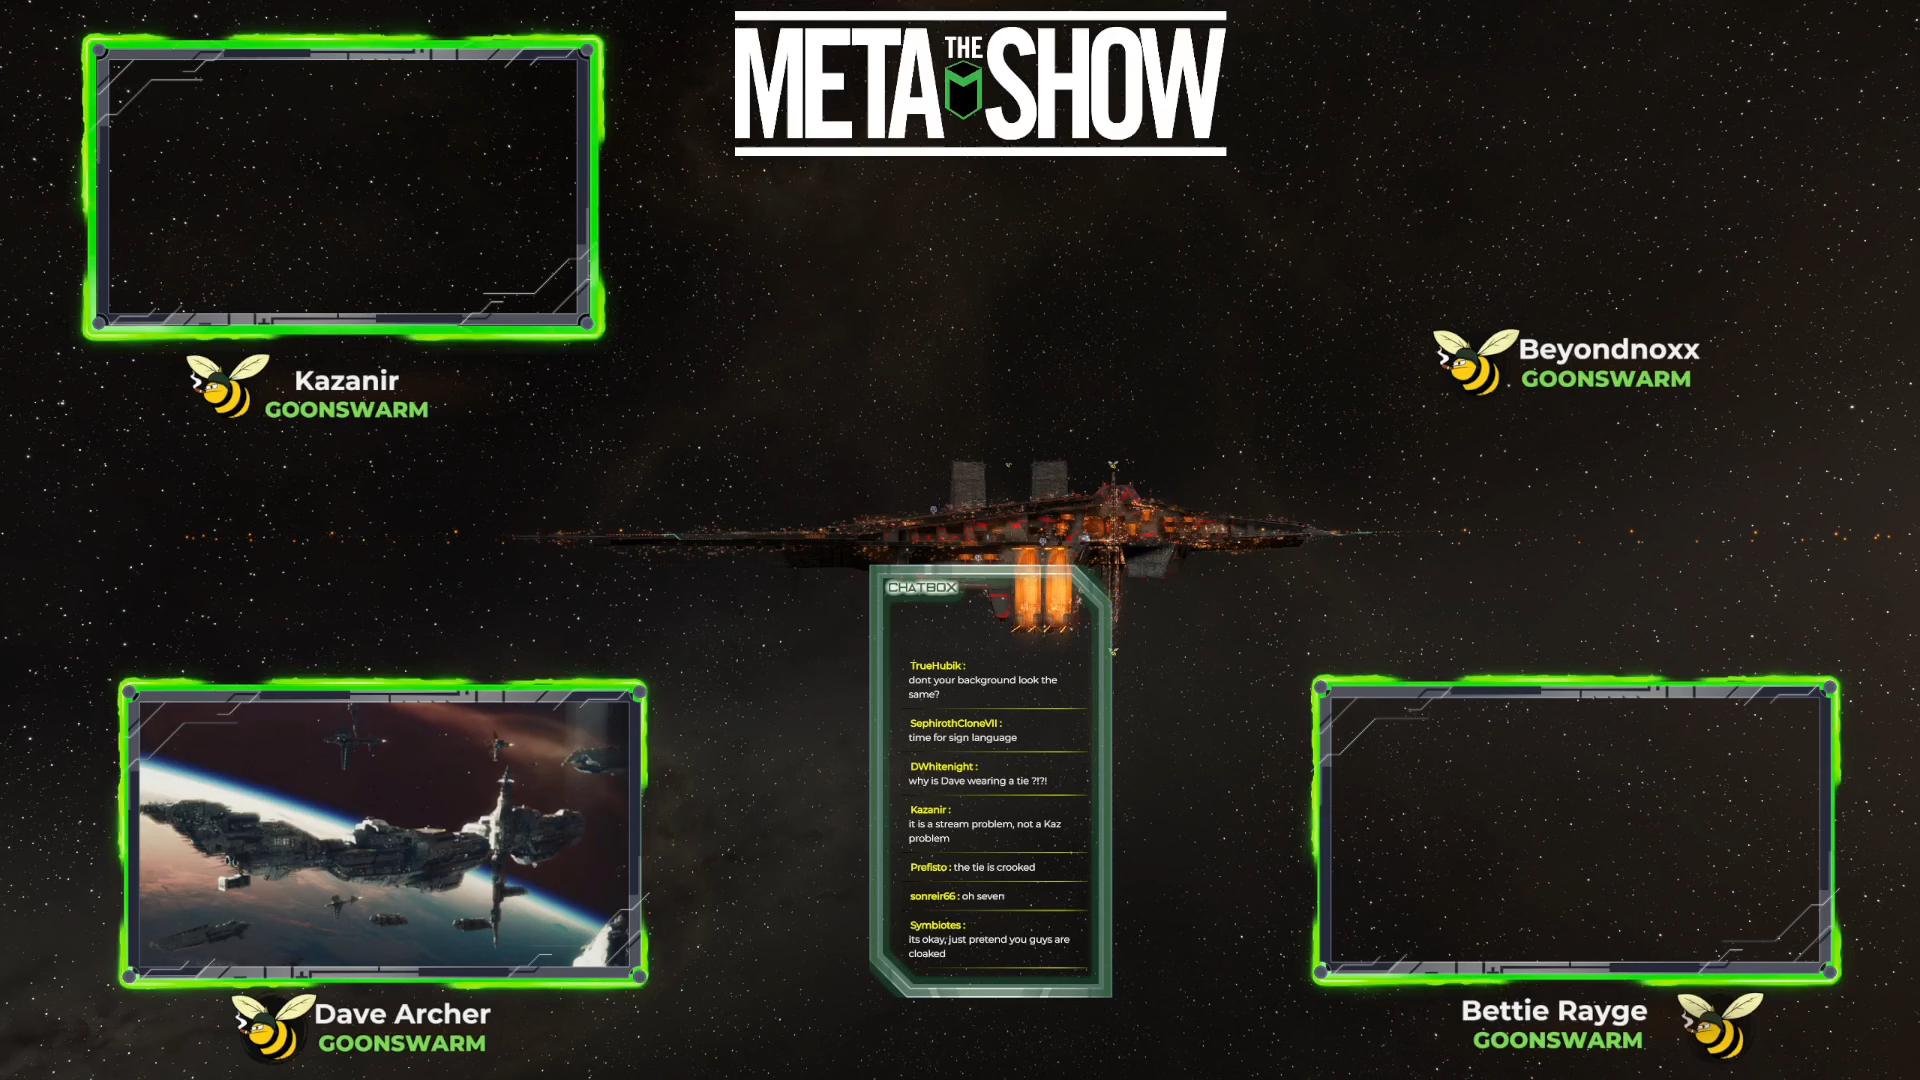 META THE SHOW
Kazanir
GOONSWARM
Beyondnoxx
GOONSWARM
CHATBOX
TrueHubik :
dont your background look the
same?
SephirothCloneVII :
time for sign language
DWhitenight :
why is Dave wearing a tie ?!?!
Kazanir :
it is a stream problem, not a Kaz
problem
Prefisto : the tie is crooked
sonreir66 : oh seven
Symbiotes :
its okay, just pretend you guys are
cloaked
Dave Archer
GOONSWARM
Bettie Rayge
GOONSWARM